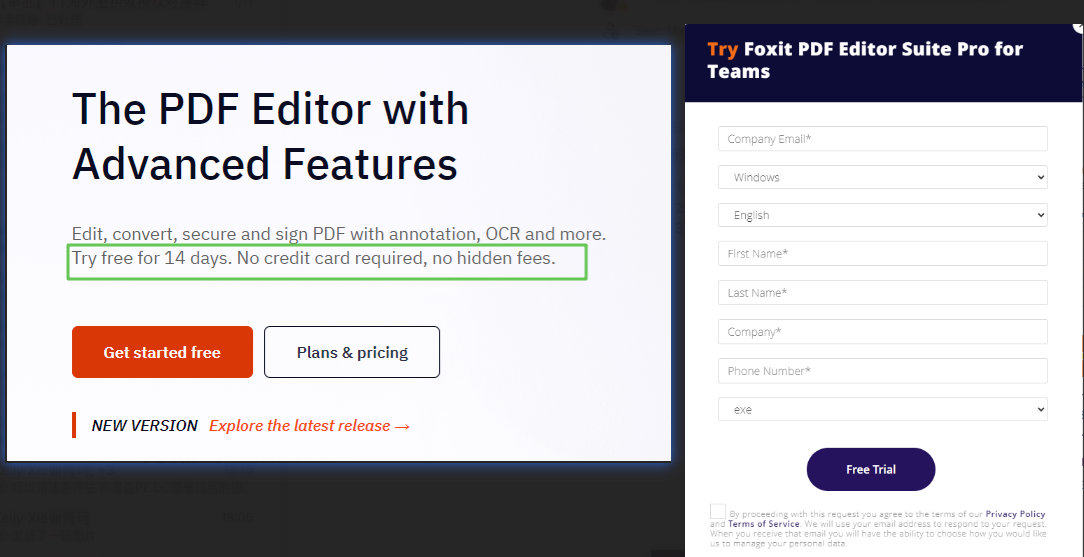 The PDF Editor with
Advanced Features
Edit, convert, secure and sign PDF with annotation, OCR and more.
Try free for 14 days. No credit card required, no hidden fees.
Get started free
Plans & pricing
NEW VERSION Explore the latest release →
Try Foxit PDF Editor Suite Pro for
Teams
Company Email*
Windows
English
First Name*
Last Name*
Company*
Phone Number*
exe
Free Trial
By proceeding with this request you agree to the terms of our Privacy Policy
and Terms of Service. We will use your email address to respond to your request.
When you receive that email you will have the ability to choose how you would like
us to manage your personal data.